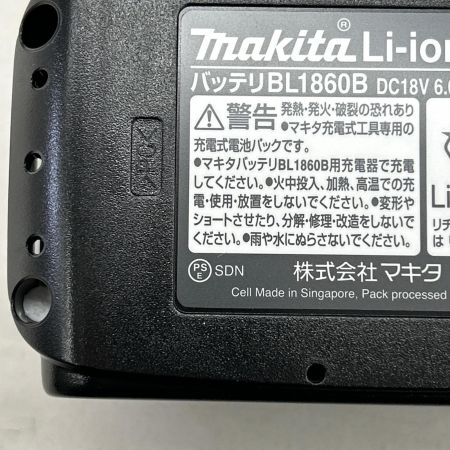 makita® Li-ion
バッテリBL1860B DC18V 6.0
⚠警告 発熱・発火・破裂の恐れあり
●マキタ充電式工具専用の
充電式電池パックです。
●マキタバッテリBL1860B用充電器で充電
してください。●火中投入、加熱、高温での充
電・使用・放置をしないでください。●変形や
ショートさせたり、分解・修理・改造をしないで
ください。●雨や水にぬらさないでください。
PSE SDN 株式会社マキタ
Cell Made in Singapore, Pack processed
Li
リチ
は